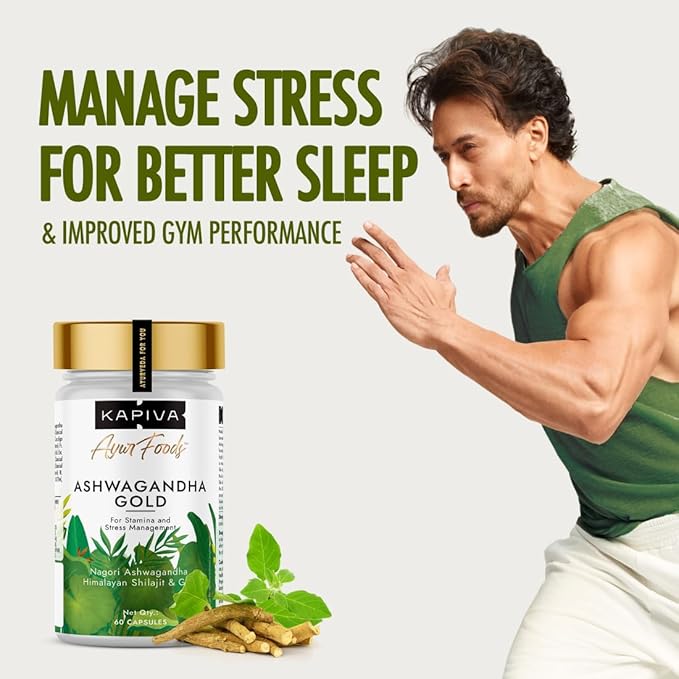 MANAGE STRESS
FOR BETTER SLEEP
& IMPROVED GYM PERFORMANCE
AYURVEDA FOR YOU
KAPIVA
Ayur Foods
ASHWAGANDHA
GOLD
For Stamina and
Stress Management
Nagori Ashwagandha
Himalayan Shilajit & G
Net Qty.:
60 CAPSULES